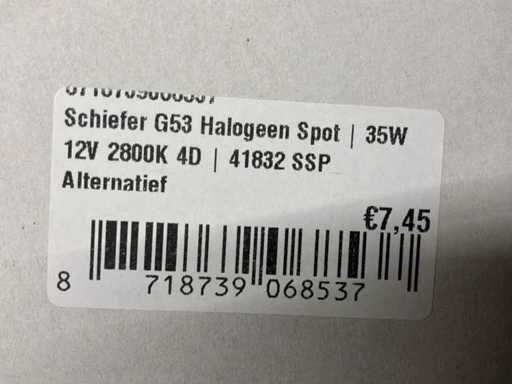 Schiefer G53 Halogeen Spot | 35W
12V 2800K 4D | 41832 SSP
Alternatief
€7,45
8 718739 068537